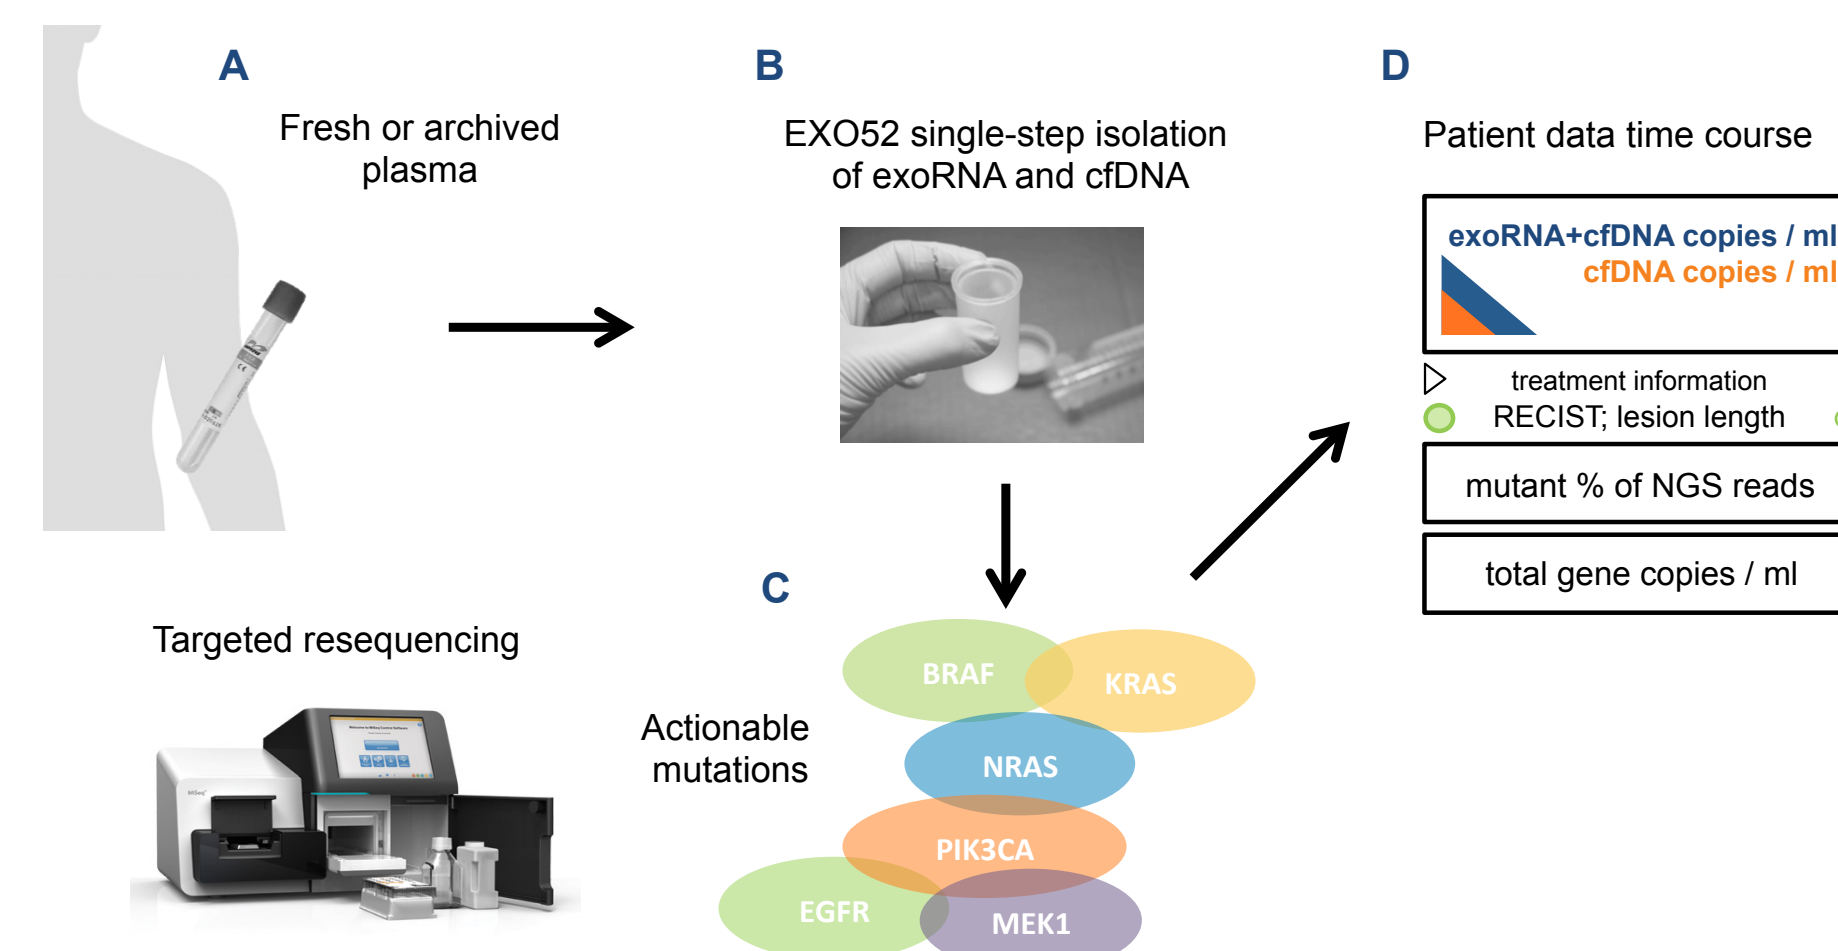 A
Fresh or archived
plasma
B
EXO52 single-step isolation
of exoRNA and cfDNA
D
Patient data time course
exoRNA+cfDNA copies / ml
cfDNA copies / ml
treatment information
RECIST; lesion length
mutant % of NGS reads
total gene copies / ml
Targeted resequencing
C
Actionable
mutations
BRAF
KRAS
NRAS
PIK3CA
EGFR
MEK1